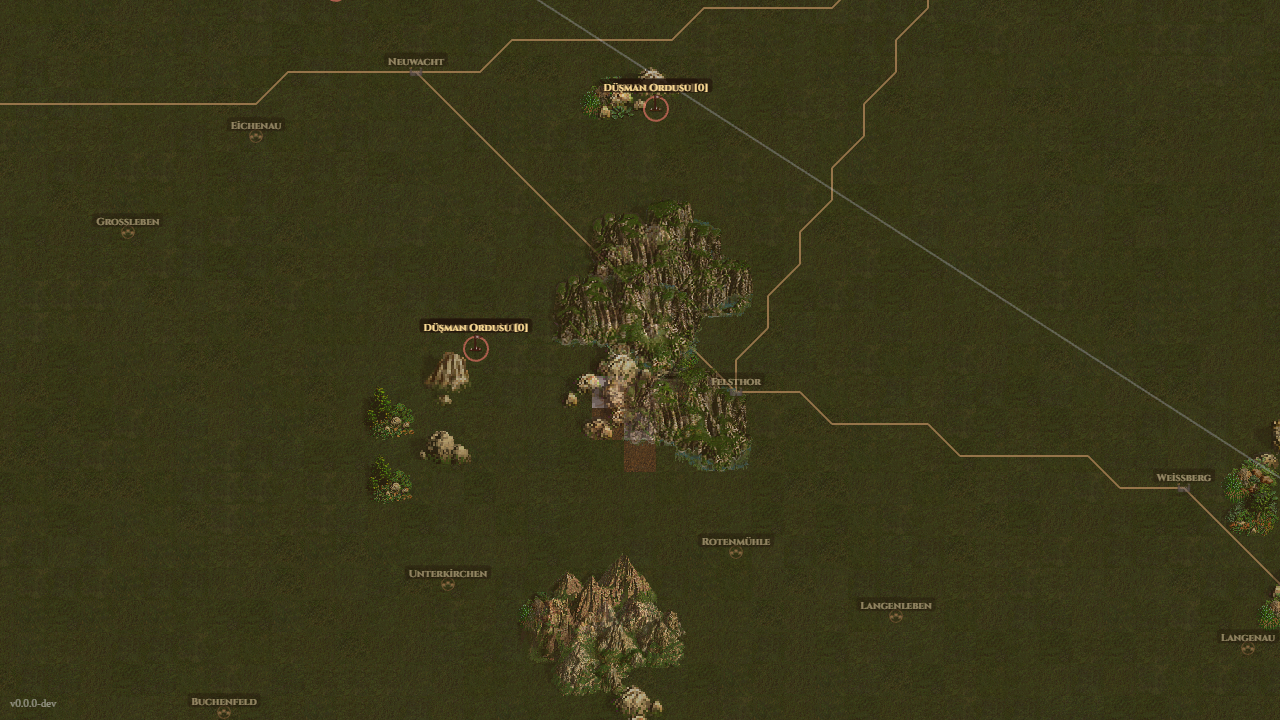 Neuwacht
Düşman Ordusu [0]
Eichenau
Grossleben
Düşman Ordusu [0]
Felsthor
Weissberg
Rotenmühle
Unterkirchen
Langenleben
Langenau
Buchenfeld
v0.0.0-dev